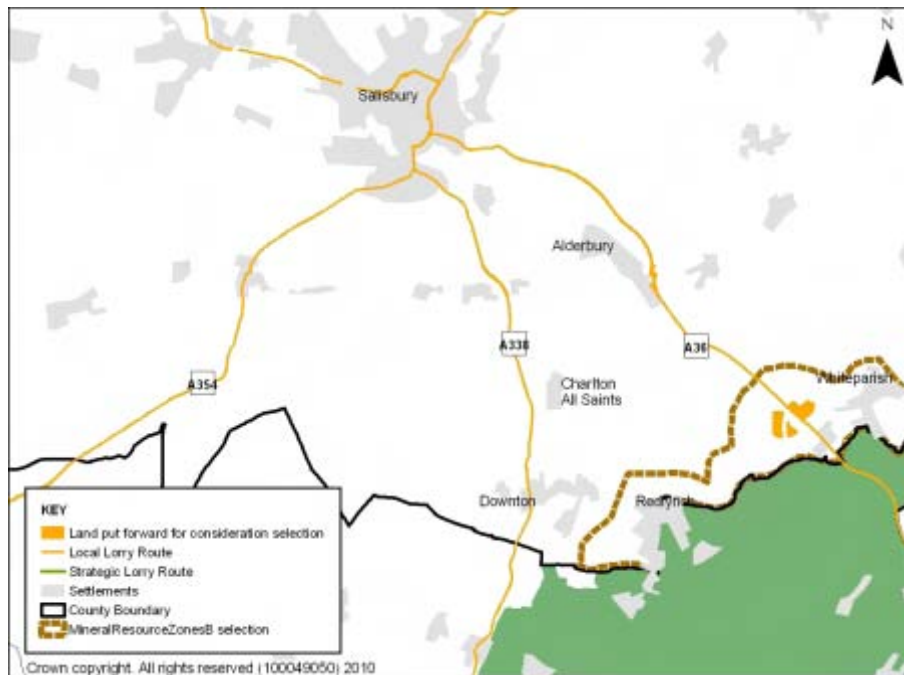 N
Salisbury
Alderbury
A338
A36
A354
Charlton
All Saints
Whiteparish
Downton
Redlynch
KEY
Land put forward for consideration selection
Local Lorry Route
Strategic Lorry Route
Settlements
County Boundary
MineralResourceZonesB selection
Crown copyright. All rights reserved (100049050) 2010